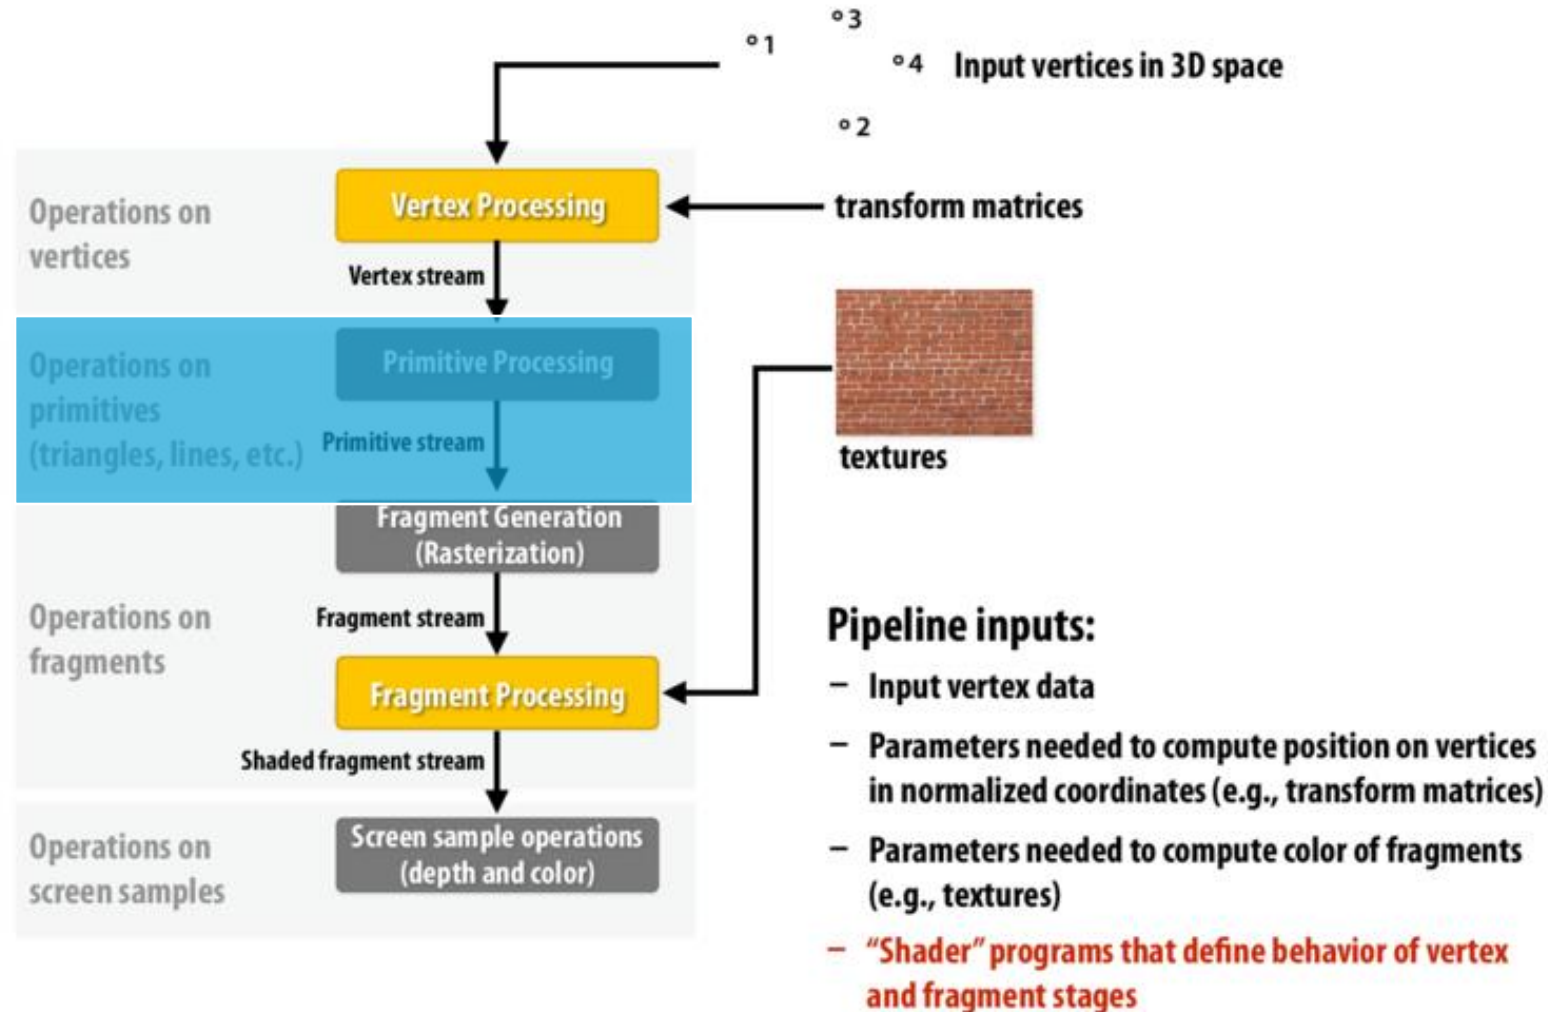 °3
°1
°4 Input vertices in 3D space
°2
Operations on
vertices
Vertex Processing
transform matrices
Vertex stream
Operations on
primitives
(triangles, lines, etc.)
Primitive Processing
Primitive stream
textures
Fragment Generation
(Rasterization)
Operations on
fragments
Fragment stream
Fragment Processing
Shaded fragment stream
Operations on
screen samples
Screen sample operations
(depth and color)
Pipeline inputs:
– Input vertex data
– Parameters needed to compute position on vertices
in normalized coordinates (e.g., transform matrices)
– Parameters needed to compute color of fragments
(e.g., textures)
– “Shader” programs that define behavior of vertex
and fragment stages